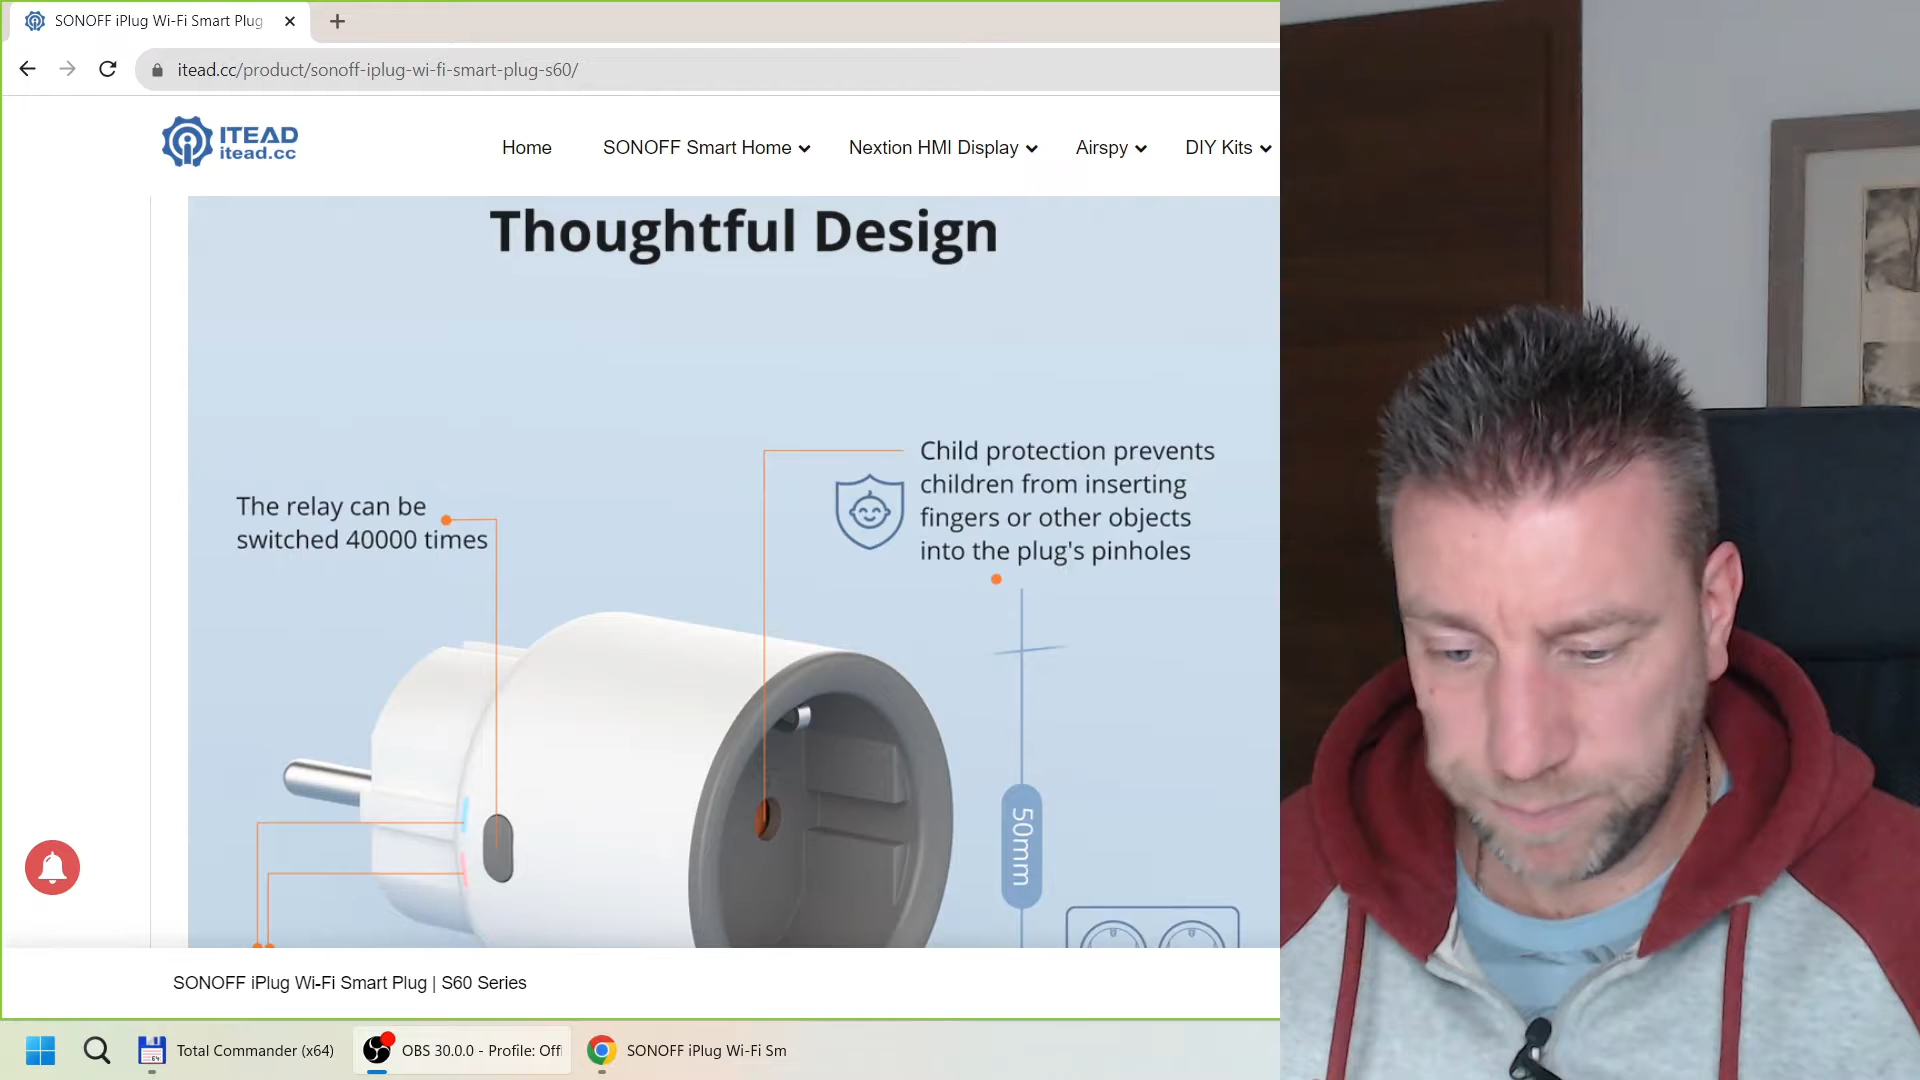 SONOFF iPlug Wi-Fi Smart Plug
itead.cc/product/sonoff-iplug-wi-fi-smart-plug-s60/
ITEAD
itead.cc
Home
SONOFF Smart Home
Nextion HMI Display
Airspy
DIY Kits
Thoughtful Design
Child protection prevents
children from inserting
fingers or other objects
into the plug's pinholes
The relay can be
switched 40000 times
50mm
SONOFF iPlug Wi-Fi Smart Plug | S60 Series
64
Total Commander (x64)
OBS 30.0.0 - Profile: Off
SONOFF iPlug Wi-Fi Sm